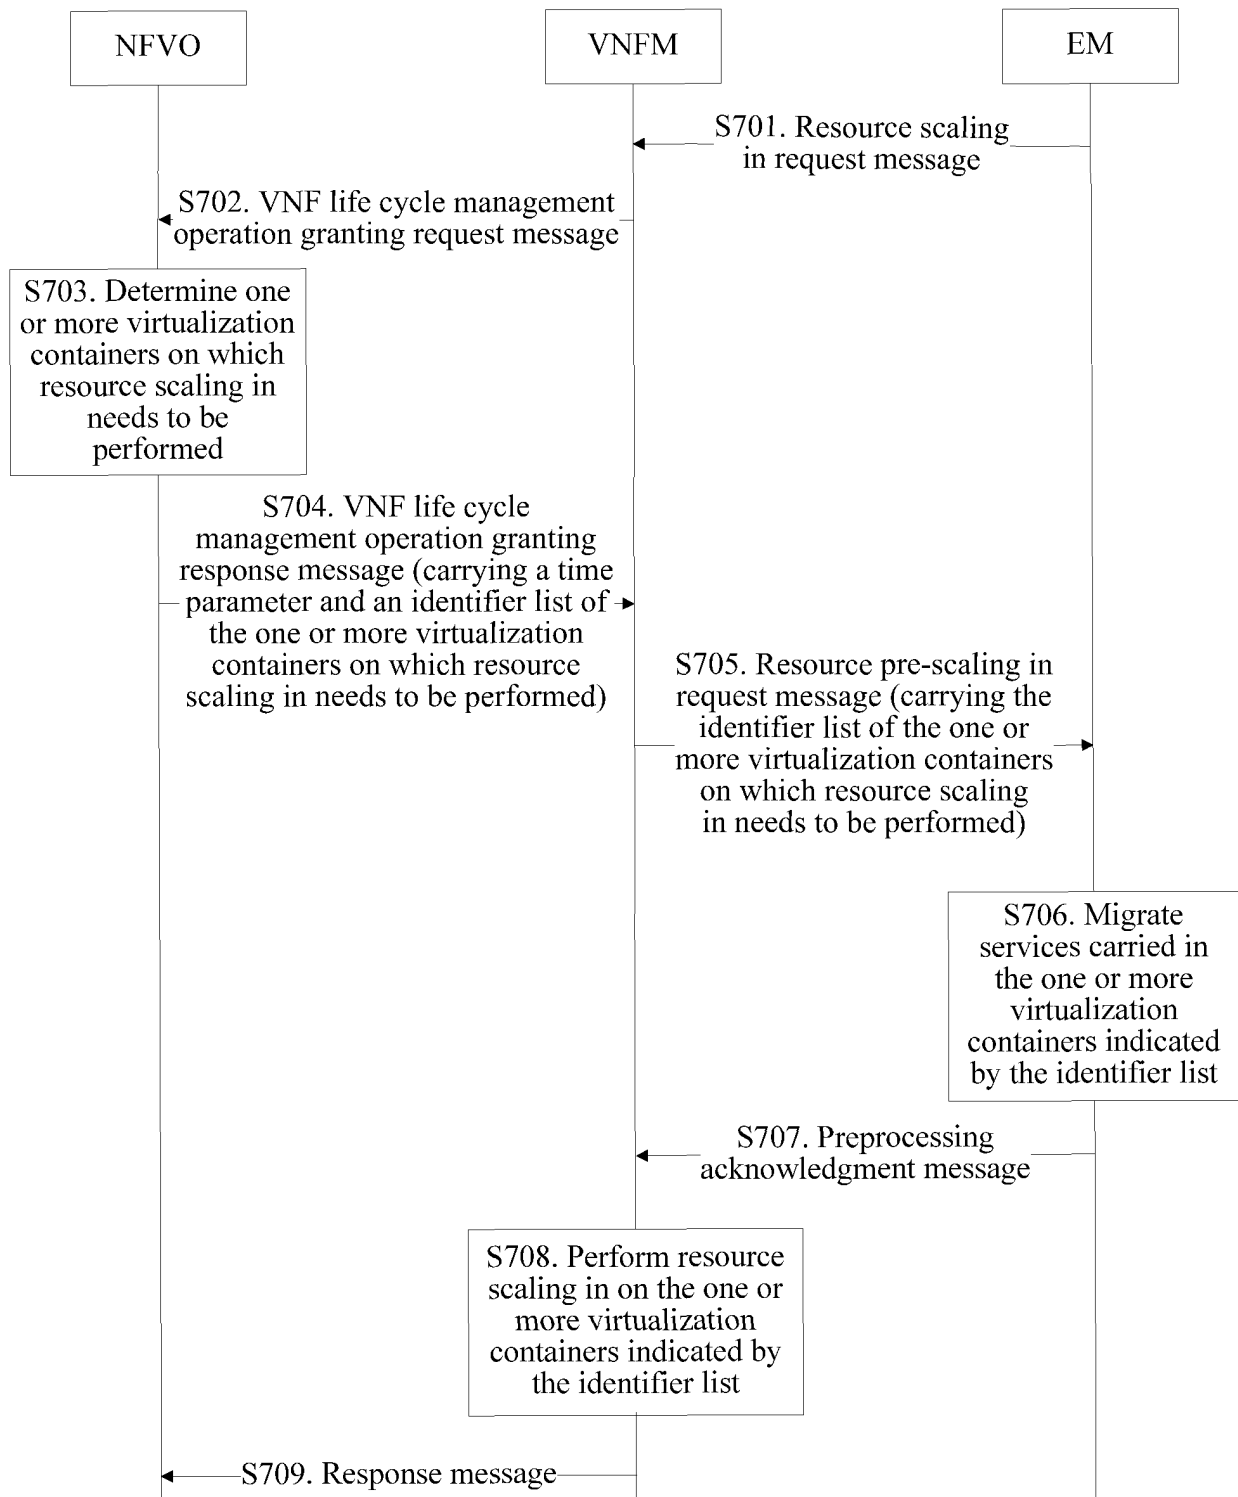 NFVO
VNFM
EM
S701. Resource scaling
in request message
S702. VNF life cycle management
operation granting request message
S703. Determine one
or more virtualization
containers on which
resource scaling in
needs to be
performed
S704. VNF life cycle
management operation granting
response message (carrying a time
parameter and an identifier list of
the one or more virtualization
containers on which resource
scaling in needs to be performed)
S705. Resource pre-scaling in
request message (carrying the
identifier list of the one or
more virtualization containers
on which resource scaling
in needs to be performed)
S706. Migrate
services carried in
the one or more
virtualization
containers indicated
by the identifier list
S707. Preprocessing
acknowledgment message
S708. Perform resource
scaling in on the one or
more virtualization
containers indicated by
the identifier list
S709. Response message